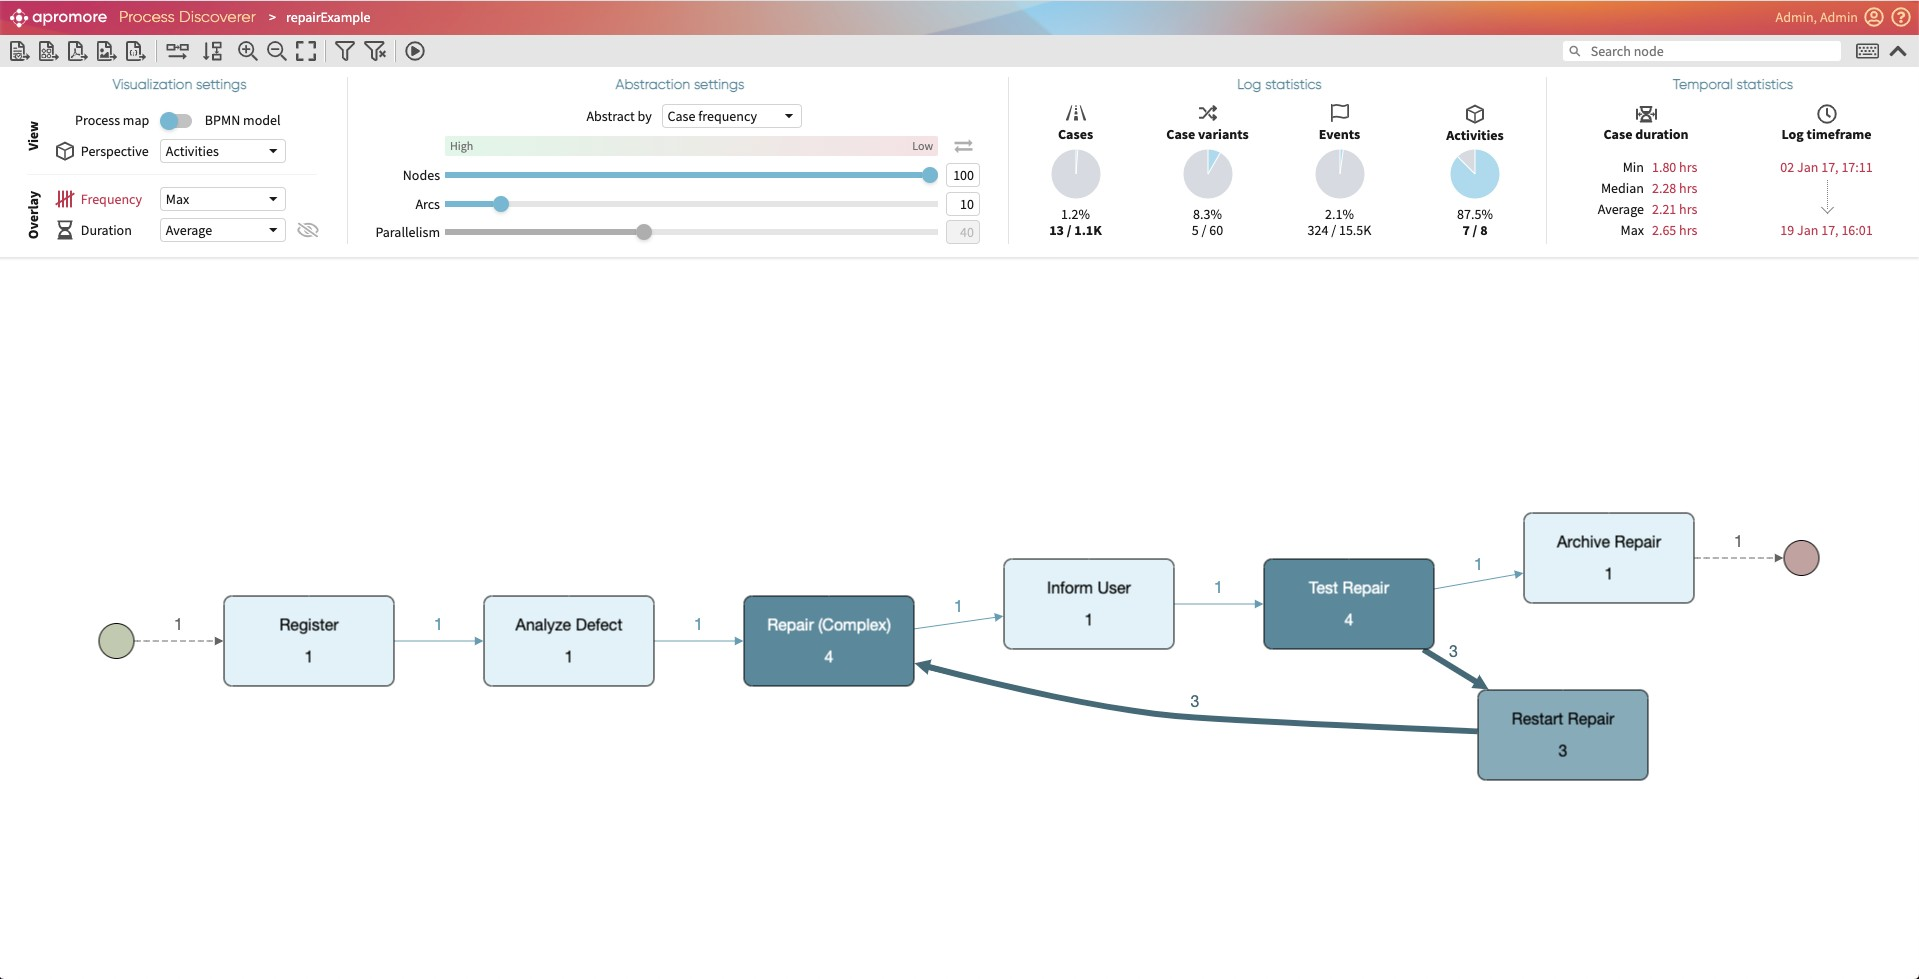 apromore Process Discoverer > repairExample
Admin, Admin
Search node
Visualization settings
View
Process map
BPMN model
Perspective
Activities
Overlay
Frequency
Max
Duration
Average
Abstraction settings
Abstract by
Case frequency
High
Low
Nodes
100
Arcs
10
Parallelism
40
Log statistics
Cases
1.2%
13 / 1.1K
Case variants
8.3%
5 / 60
Events
2.1%
324 / 15.5K
Activities
87.5%
7 / 8
Temporal statistics
Case duration
Min 1.80 hrs
Median 2.28 hrs
Average 2.21 hrs
Max 2.65 hrs
Log timeframe
02 Jan 17, 17:11
19 Jan 17, 16:01
1
Register
1
1
Analyze Defect
1
1
Repair (Complex)
4
1
Inform User
1
1
Test Repair
4
1
Archive Repair
1
1
3
Restart Repair
3
3